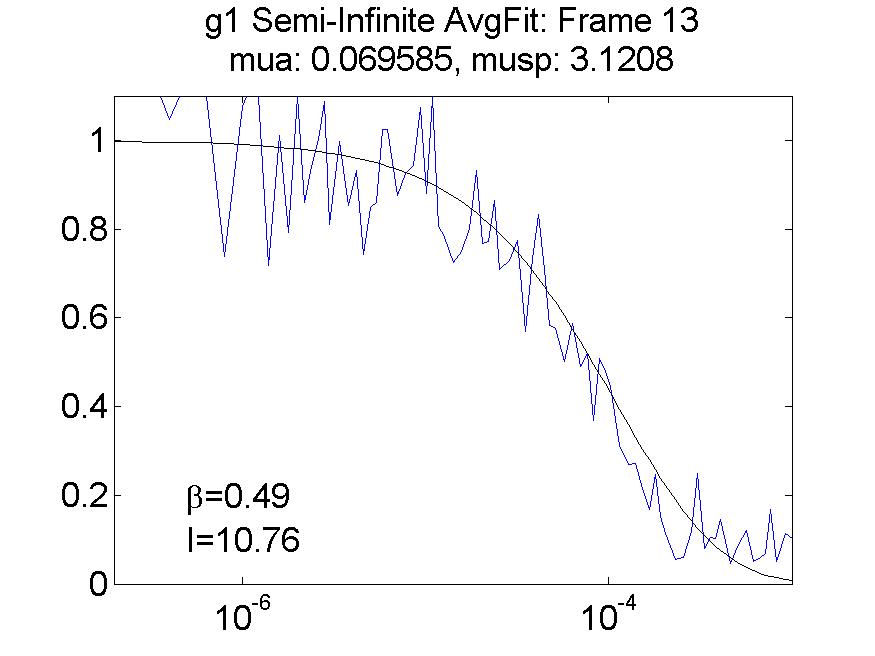 g1 Semi-Infinite AvgFit: Frame 13
mua: 0.069585, musp: 3.1208
1
0.8
0.6
0.4
0.2
0
β=0.49
I=10.76
10^-6
10^-4